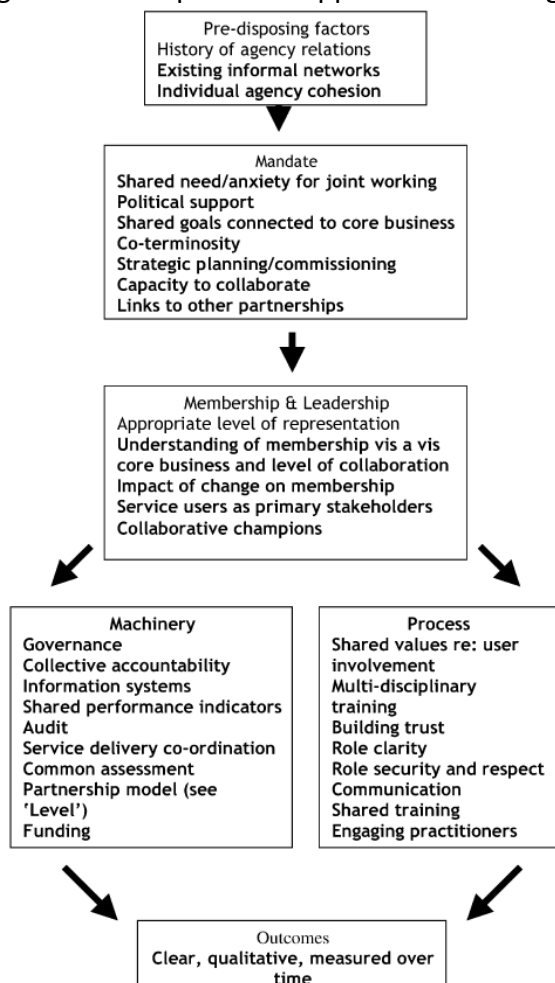 Pre-disposing factors
History of agency relations
Existing informal networks
Individual agency cohesion
Mandate
Shared need/anxiety for joint working
Political support
Shared goals connected to core business
Co-terminosity
Strategic planning/commissioning
Capacity to collaborate
Links to other partnerships
Membership & Leadership
Appropriate level of representation
Understanding of membership vis a vis
core business and level of collaboration
Impact of change on membership
Service users as primary stakeholders
Collaborative champions
Machinery
Governance
Collective accountability
Information systems
Shared performance indicators
Audit
Service delivery co-ordination
Common assessment
Partnership model (see
‘Level’)
Funding
Process
Shared values re: user
involvement
Multi-disciplinary
training
Building trust
Role clarity
Role security and respect
Communication
Shared training
Engaging practitioners
Outcomes
Clear, qualitative, measured over
time